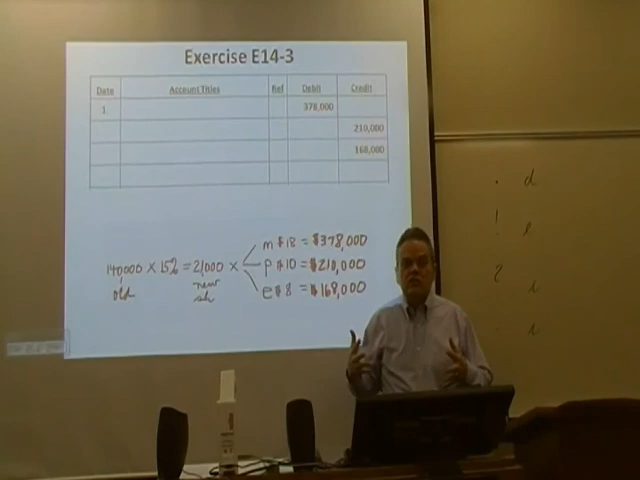 Exercise E14-3
Date Account Titles Ref Debit Credit
1 378,000
210,000
168,000
m $18 = $378,000
140000 × 15% = 21,000 × p $10 = $210,000
old new sh
e $8 = $168,000
d
! e
i
i